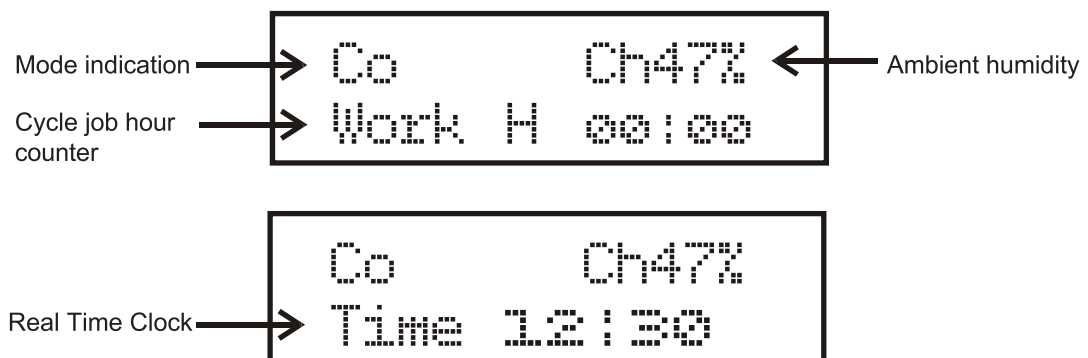 Mode indication
Co Ch47%
Ambient humidity
Cycle job hour
counter
Work H 00:00
Co Ch47%
Real Time Clock
Time 12:30